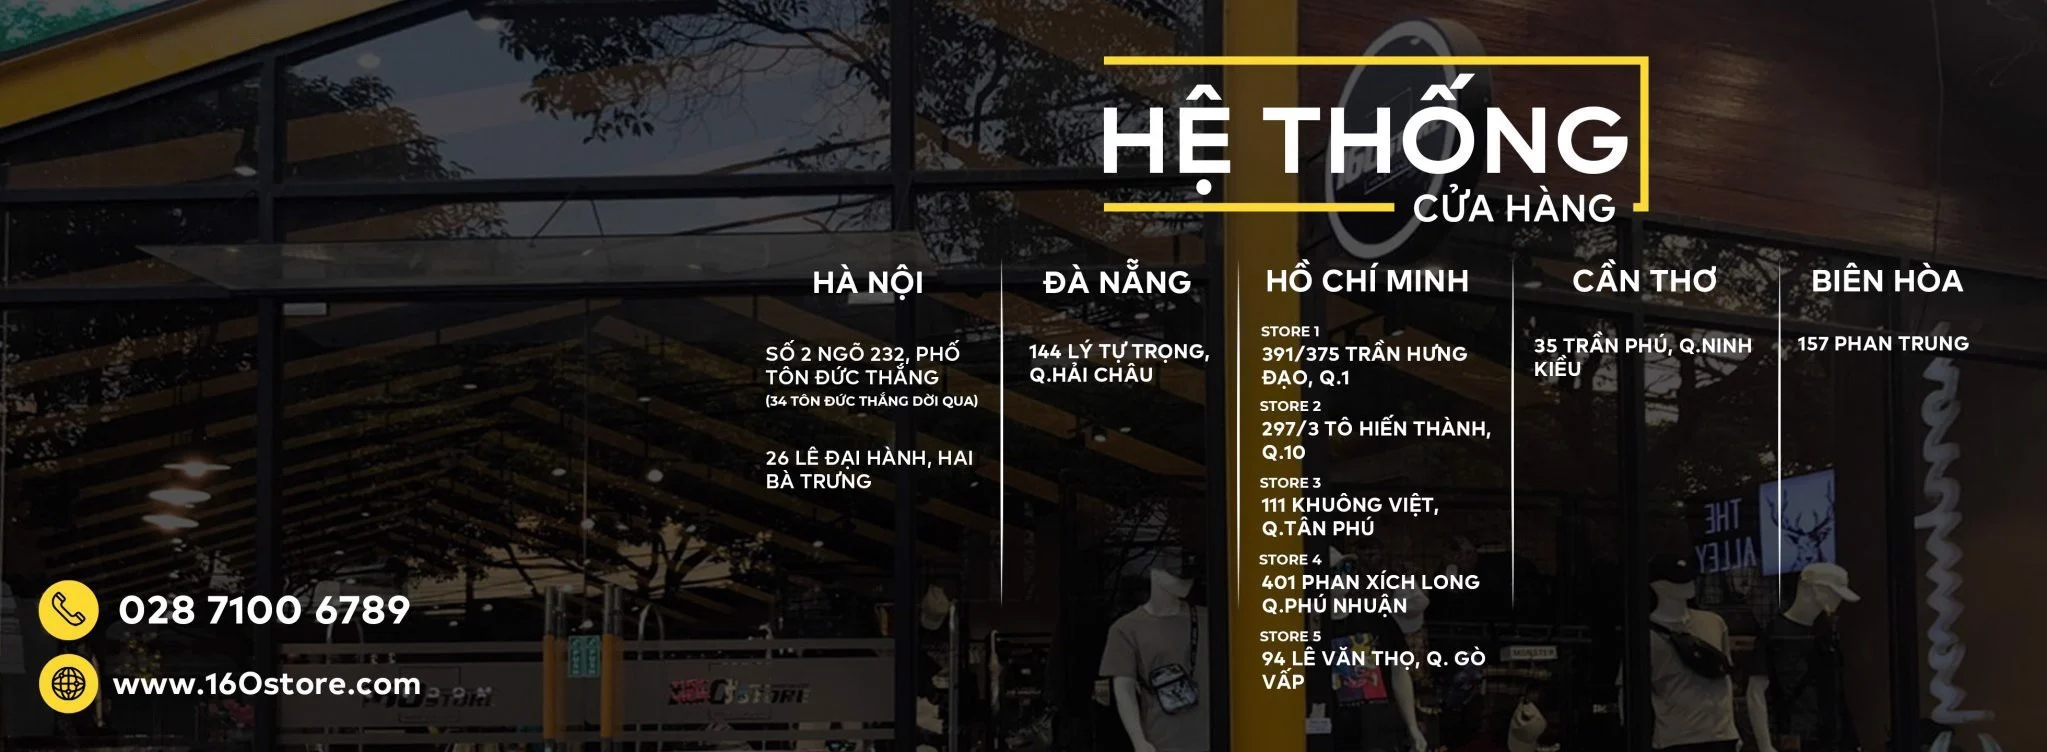 HỆ THỐNG
CỬA HÀNG
HÀ NỘI
SỐ 2 NGÕ 232, PHỐ
TÔN ĐỨC THẮNG
(34 TÔN ĐỨC THẮNG DỜI QUA)
26 LÊ ĐẠI HÀNH, HAI
BÀ TRƯNG
ĐÀ NẴNG
144 LÝ TỰ TRỌNG,
Q.HẢI CHÂU
HỒ CHÍ MINH
STORE 1
391/375 TRẦN HƯNG
ĐẠO, Q.1
STORE 2
297/3 TÔ HIẾN THÀNH,
Q.10
STORE 3
111 KHUÔNG VIỆT,
Q.TÂN PHÚ
STORE 4
401 PHAN XÍCH LONG
Q.PHÚ NHUẬN
STORE 5
94 LÊ VĂN THỌ, Q. GÒ
VẤP
CẦN THƠ
35 TRẦN PHÚ, Q.NINH
KIỀU
BIÊN HÒA
157 PHAN TRUNG
THE
ALLEY
028 7100 6789
www.160store.com